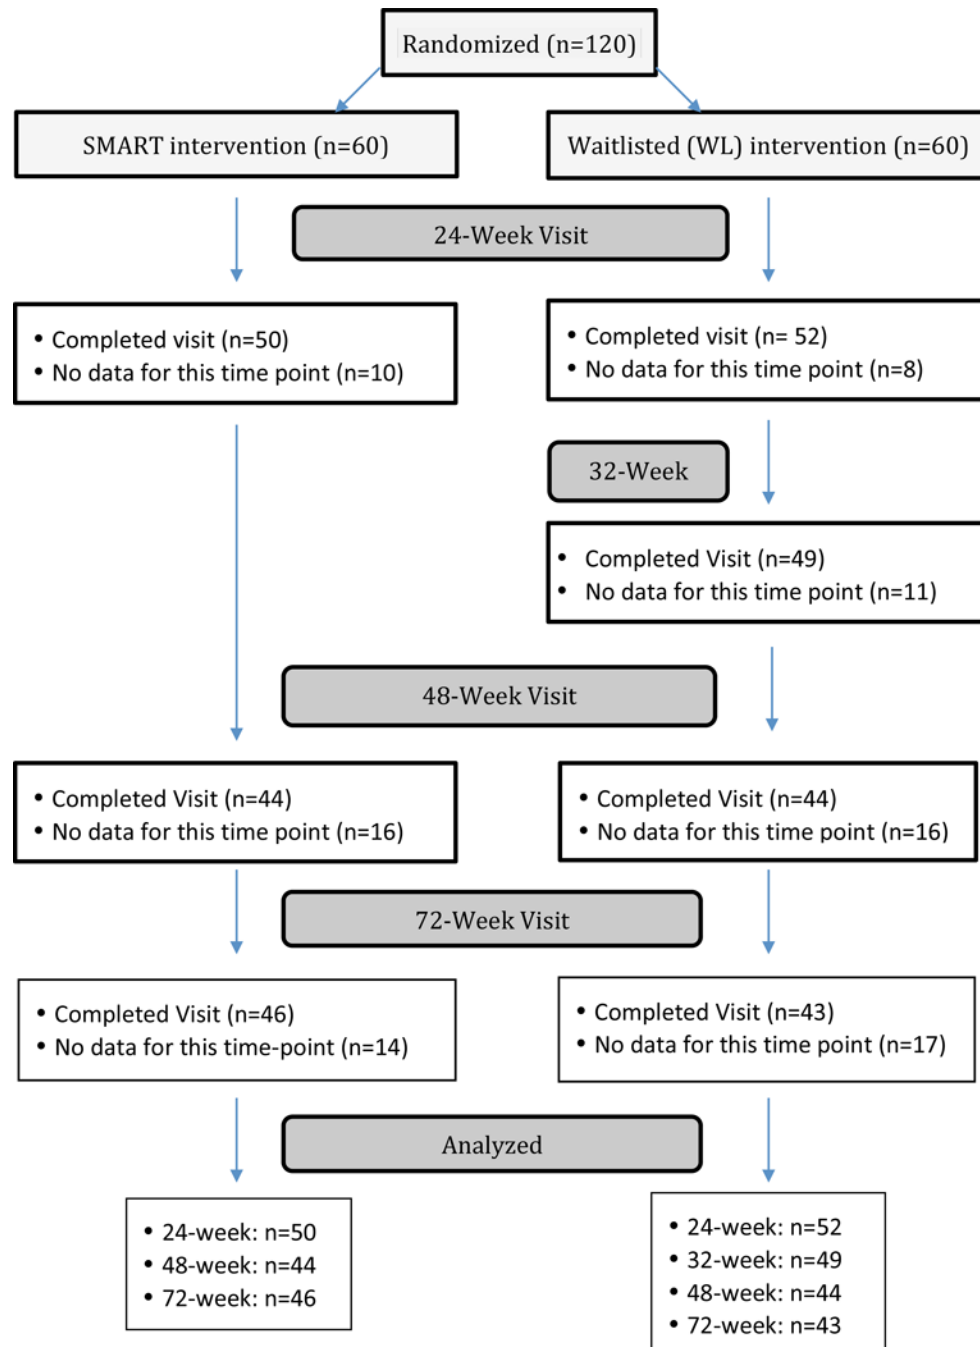 Randomized (n=120)
SMART intervention (n=60)
Waitlisted (WL) intervention (n=60)
24-Week Visit
• Completed visit (n=50)
• No data for this time point (n=10)
• Completed visit (n= 52)
• No data for this time point (n=8)
32-Week
• Completed Visit (n=49)
• No data for this time point (n=11)
48-Week Visit
• Completed Visit (n=44)
• No data for this time point (n=16)
• Completed Visit (n=44)
• No data for this time point (n=16)
72-Week Visit
• Completed Visit (n=46)
• No data for this time-point (n=14)
• Completed Visit (n=43)
• No data for this time point (n=17)
Analyzed
• 24-week: n=50
• 48-week: n=44
• 72-week: n=46
• 24-week: n=52
• 32-week: n=49
• 48-week: n=44
• 72-week: n=43